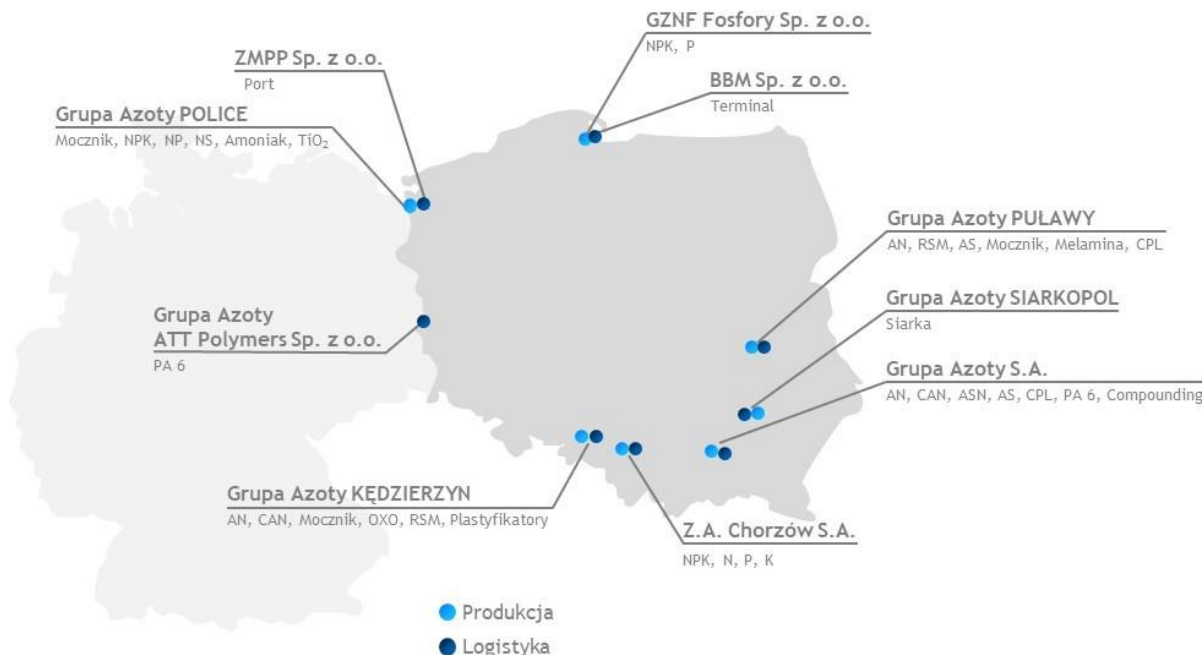 GZNF Fosfory Sp. z o.o.
NPK, P
ZMPP Sp. z o.o.
Port
BBM Sp. z o.o.
Terminal
Grupa Azoty POLICE
Mocznik, NPK, NP, NS, Amoniak, TiO₂
Grupa Azoty PUŁAWY
AN, RSM, AS, Mocznik, Melamina, CPL
Grupa Azoty SIARKOPOL
Siarka
Grupa Azoty
ATT Polymers Sp. z o.o.
PA 6
Grupa Azoty S.A.
AN, CAN, ASN, AS, CPL, PA 6, Compounding
Grupa Azoty KĘDZIERZYN
AN, CAN, Mocznik, OXO, RSM, Plastyfikatory
Z.A. Chorzów S.A.
NPK, N, P, K
Produkcja
Logistyka